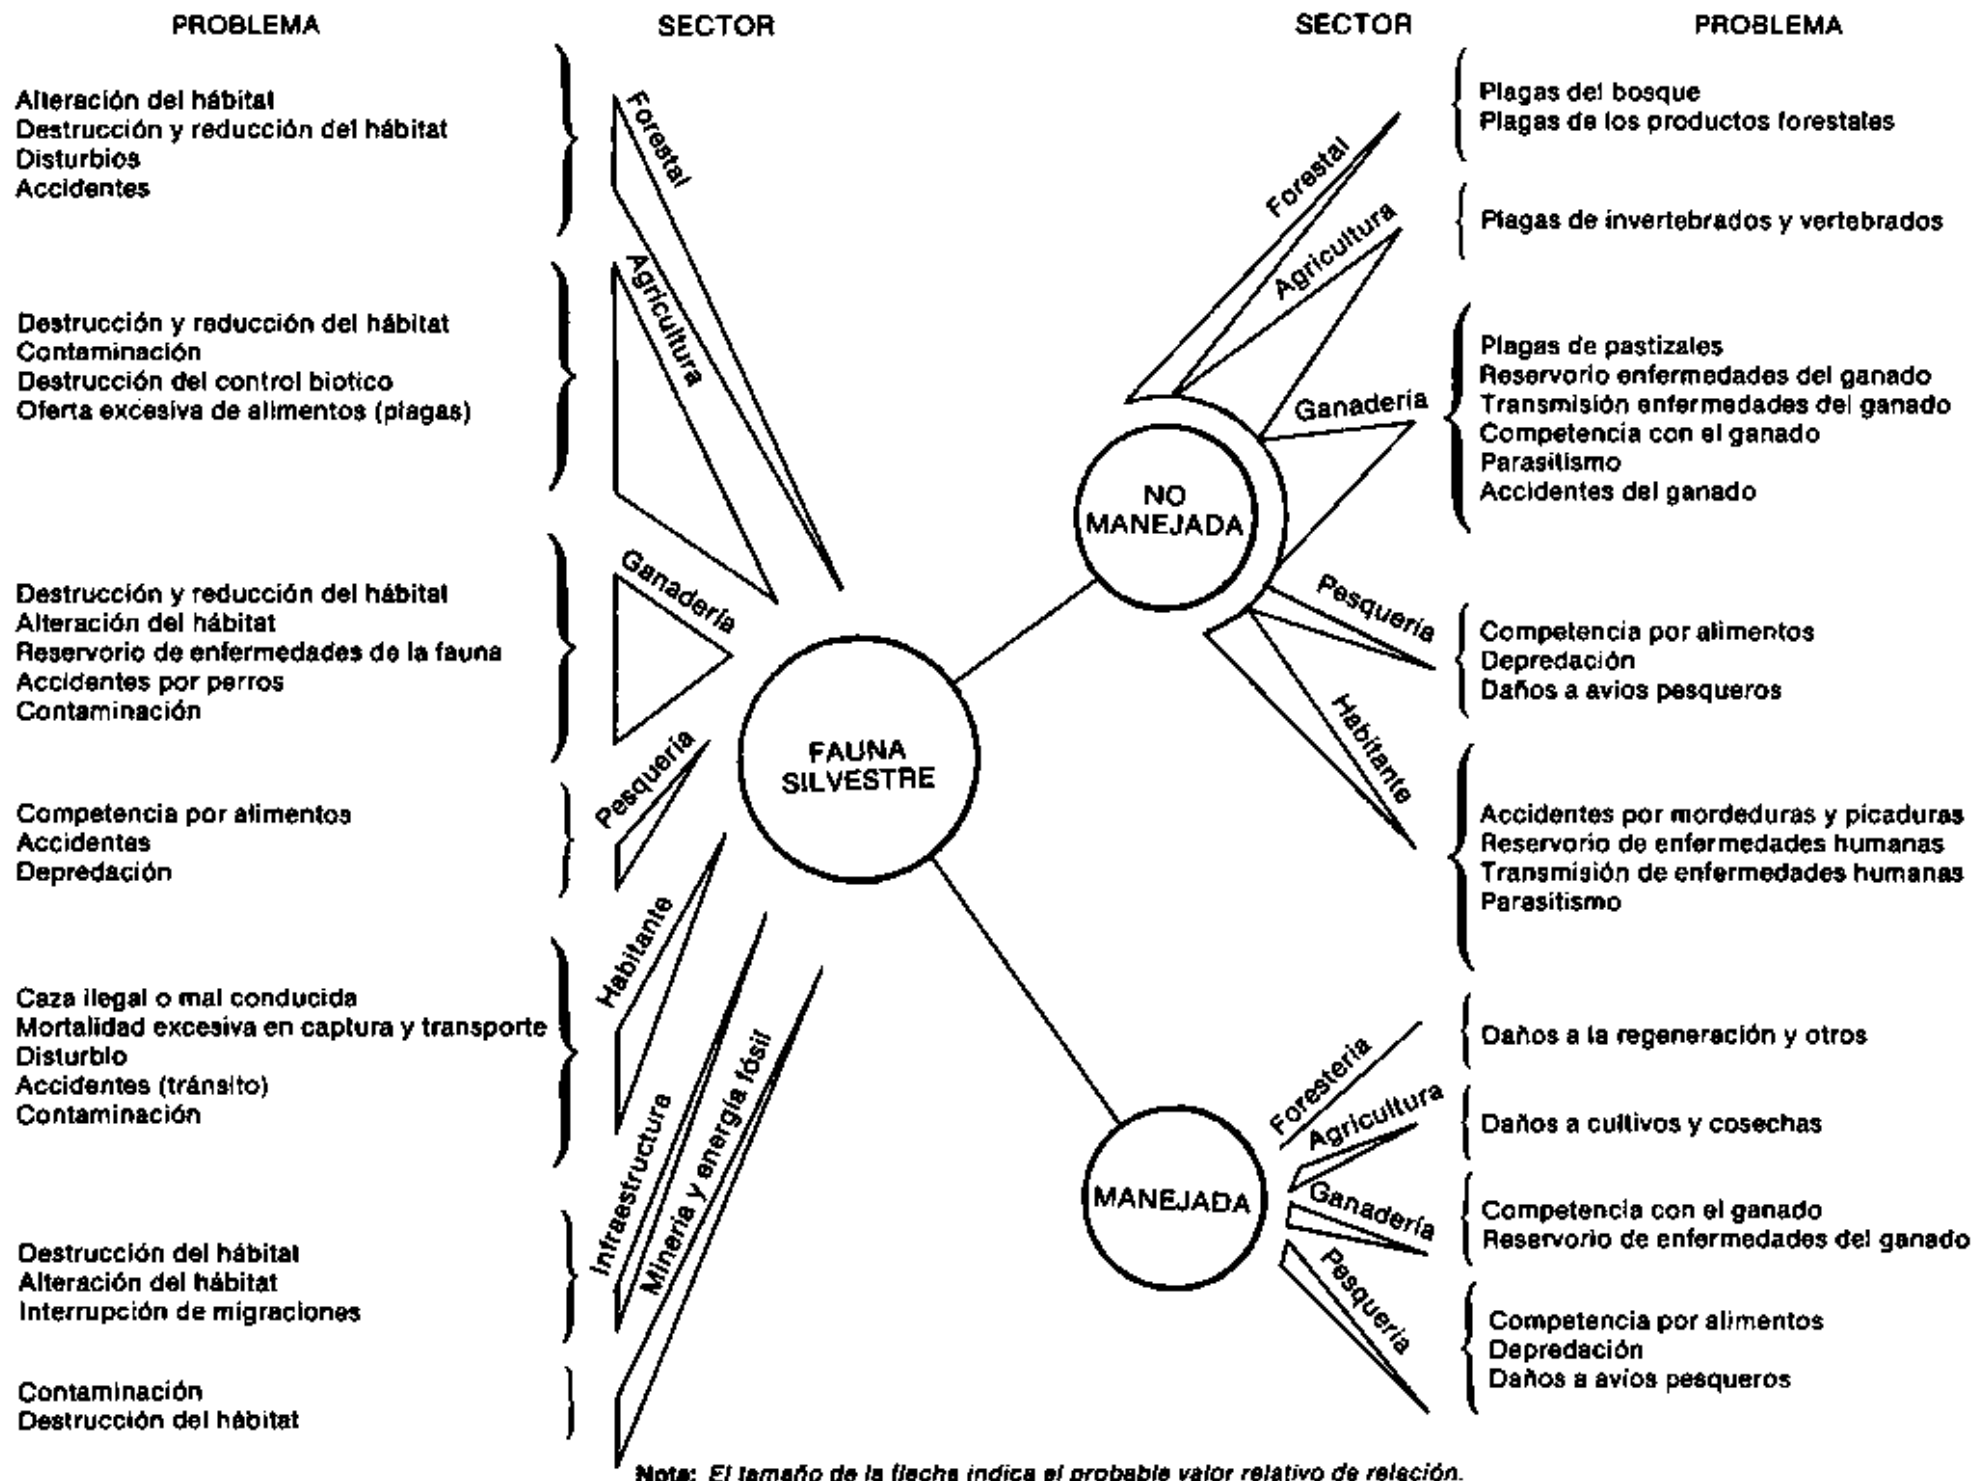 PROBLEMA
SECTOR
Alteración del hábitat
Destrucción y reducción del hábitat
Disturbios
Accidentes
Forestal
Destrucción y reducción del hábitat
Contaminación
Destrucción del control biotico
Oferta excesiva de alimentos (plagas)
Agricultura
Destrucción y reducción del hábitat
Alteración del hábitat
Reservorio de enfermedades de la fauna
Accidentes por perros
Contaminación
Ganadería
Competencia por alimentos
Accidentes
Depredación
Pesquería
Caza ilegal o mal conducida
Mortalidad excesiva en captura y transporte
Disturbio
Accidentes (tránsito)
Contaminación
Habitante
Destrucción del hábitat
Alteración del hábitat
Interrupción de migraciones
Infraestructura
Contaminación
Destrucción del hábitat
Minería y energía fósil
FAUNA
SILVESTRE
NO
MANEJADA
MANEJADA
SECTOR
PROBLEMA
Forestal
Plagas del bosque
Plagas de los productos forestales
Agricultura
Plagas de invertebrados y vertebrados
Ganaderia
Plagas de pastizales
Reservorio enfermedades del ganado
Transmisión enfermedades del ganado
Competencia con el ganado
Parasitismo
Accidentes del ganado
Pesquería
Competencia por alimentos
Depredación
Daños a avios pesqueros
Habitante
Accidentes por mordeduras y picaduras
Reservorio de enfermedades humanas
Transmisión de enfermedades humanas
Parasitismo
Forestería
Daños a la regeneración y otros
Agricultura
Daños a cultivos y cosechas
Ganadería
Competencia con el ganado
Reservorio de enfermedades del ganado
Pesquería
Competencia por alimentos
Depredación
Daños a avíos pesqueros
Nota: El tamaño de la flecha indica el probable valor relativo de relación.